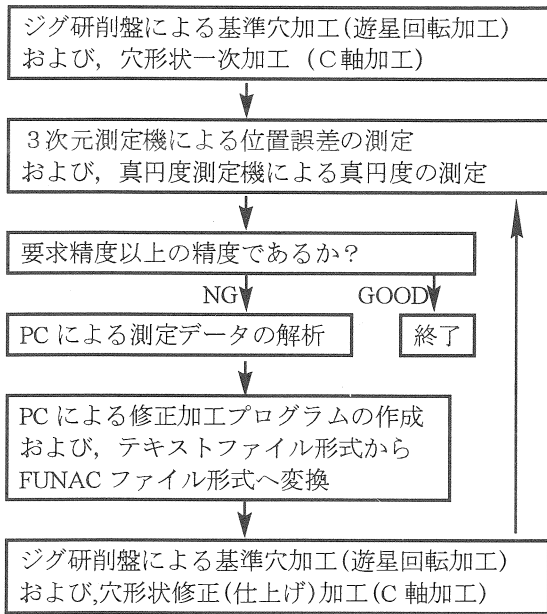 ジグ研削盤による基準穴加工(遊星回転加工)
および，穴形状一次加工（C軸加工）
３次元測定機による位置誤差の測定
および，真円度測定機による真円度の測定
要求精度以上の精度であるか？
NG GOOD
PCによる測定データの解析
終了
PCによる修正加工プログラムの作成
および，テキストファイル形式から
FUNACファイル形式へ変換
ジグ研削盤による基準穴加工(遊星回転加工)
および,穴形状修正(仕上げ)加工(C軸加工)